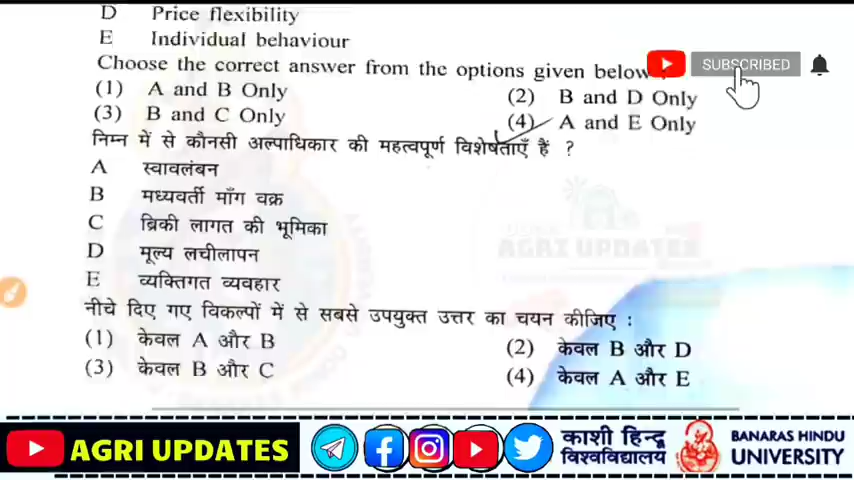 D Price flexibility
E Individual behaviour
Choose the correct answer from the options given below :
SUBSCRIBED
(1) A and B Only (2) B and D Only
(3) B and C Only (4) A and E Only
निम्न में से कौनसी अल्पाधिकार की महत्वपूर्ण विशेषताएँ हैं ?
A स्वावलंबन
B मध्यवर्ती माँग वक्र
C ब्रिकी लागत की भूमिका
D मूल्य लचीलापन
AGRI UPDATES
E व्यक्तिगत व्यवहार
नीचे दिए गए विकल्पों में से सबसे उपयुक्त उत्तर का चयन कीजिए :
(1) केवल A और B (2) केवल B और D
(3) केवल B और C (4) केवल A और E
AGRI UPDATES
काशी हिन्दू
विश्वविद्यालय
BANARAS HINDU
UNIVERSITY